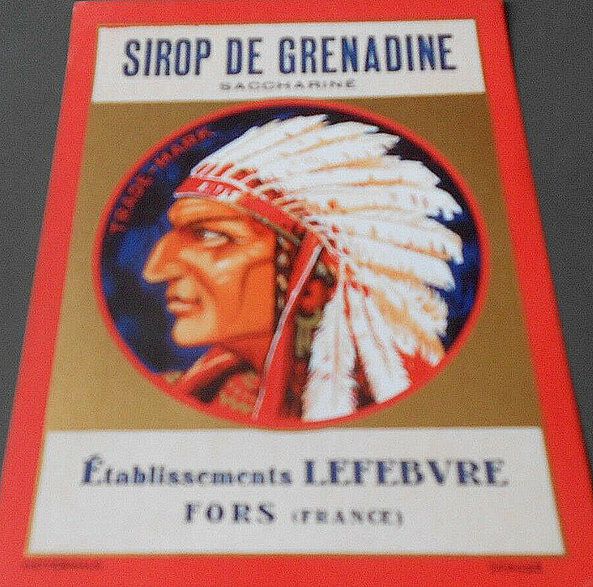 SIROP DE GRENADINE
SACCHARINÉ
TRADE-MARK
Établissements LEFEBVRE
FORS (FRANCE)